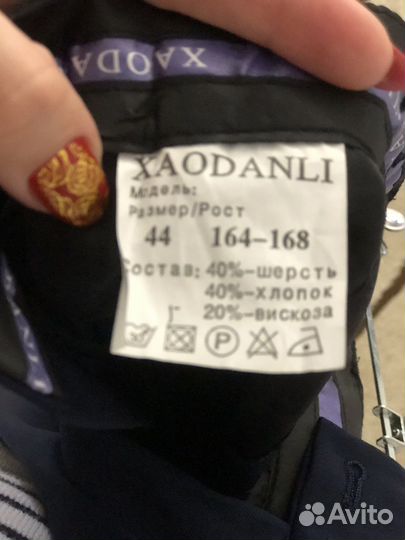 XAODA
XAODANLI
Модель:
Размер/Рост
44 164-168
Состав: 40%-шерсть
40%-хлопок
20%-вискоза
P
Avito